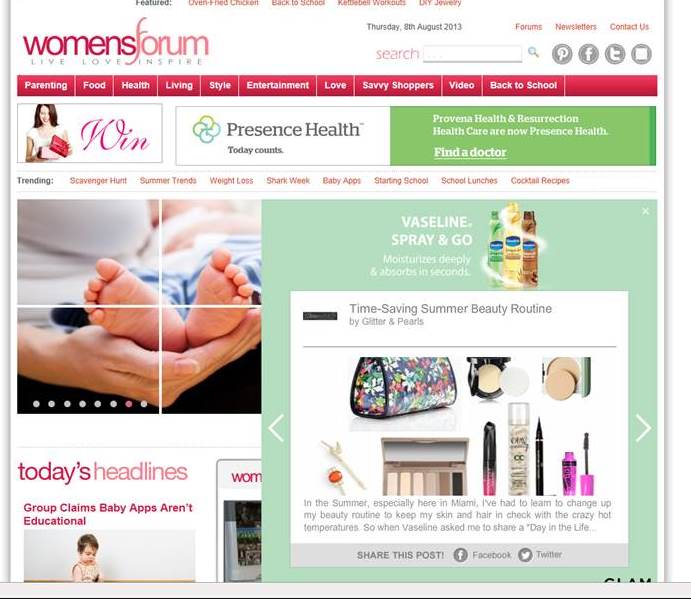 Featured: Oven-Fried Chicken Back to School Kettlebell Workouts DIY Jewelry
Thursday, 8th August 2013 Forums Newsletters Contact Us
womensforum
LIVE LOVE INSPIRE
search
Parenting Food Health Living Style Entertainment Love Savvy Shoppers Video Back to School
Win
Presence Health™
Today counts.
Provena Health & Resurrection
Health Care are now Presence Health.
Find a doctor
Trending: Scavenger Hunt Summer Trends Weight Loss Shark Week Baby Apps Starting School School Lunches Cocktail Recipes
VASELINE®
SPRAY & GO
Moisturizes deeply
& absorbs in seconds.
Time-Saving Summer Beauty Routine
by Glitter & Pearls
In the Summer, especially here in Miami, I've had to learn to change up
my beauty routine to keep my skin and hair in check with the crazy hot
temperatures. So when Vaseline asked me to share a "Day in the Life...
SHARE THIS POST! Facebook Twitter
today's headlines
wom
Group Claims Baby Apps Aren't
Educational
GLAM